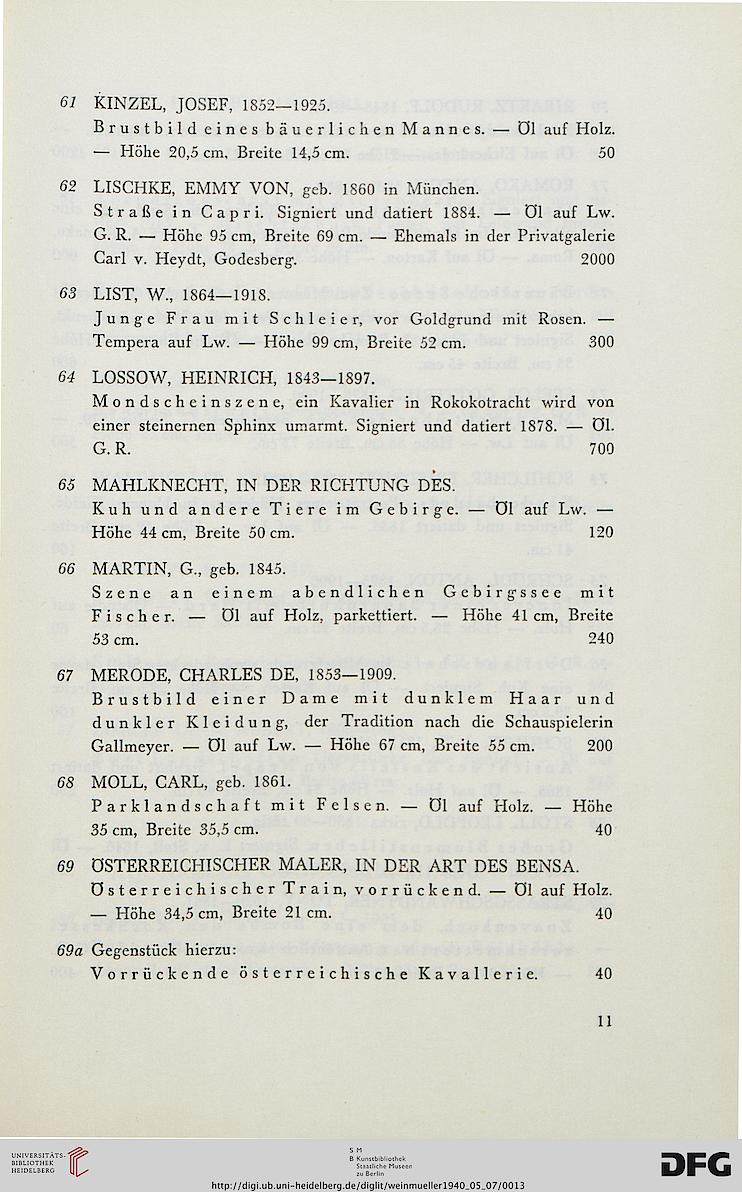 61 KINZEL, JOSEF, 1852—1925.
Brustbild eines bäuerlichen Mannes. — Öl auf Holz.
— Höhe 20,5 cm, Breite 14,5 cm. 50
62 LISCHKE, EMMY VON, geb. 1860 in München.
Straße in Capri. Signiert und datiert 1884. — Öl auf Lw.
G. R. — Höhe 95 cm, Breite 69 cm. — Ehemals in der Privatgalerie
Carl v. Heydt, Godesberg. 2000
63 LIST, W., 1864—1918.
Junge Frau mit Schleier, vor Goldgrund mit Rosen. —
Tempera auf Lw. — Höhe 99 cm, Breite 52 cm. 300
64 LOSSOW, HEINRICH, 1843—1897.
Mondscheinszene, ein Kavalier in Rokokotracht wird von
einer steinernen Sphinx umarmt. Signiert und datiert 1878. — Öl.
G. R. 700
65 MAHLKNECHT, IN DER RICHTUNG DES.
Kuh und andere Tiere im Gebirge. — Öl auf Lw. —
Höhe 44 cm, Breite 50 cm. 120
66 MARTIN, G., geb. 1845.
Szene an einem abendlichen Gebirgssee mit
Fischer. — Öl auf Holz, parkettiert. — Höhe 41 cm, Breite
53 cm. 240
67 MERODE, CHARLES DE, 1853—1909.
Brustbild einer Dame mit dunklem Haar und
dunkler Kleidung, der Tradition nach die Schauspielerin
Gallmeyer. — Öl auf Lw. — Höhe 67 cm, Breite 55 cm. 200
68 MOLL, CARL, geb. 1861.
Parklandschaft mit Felsen. — Öl auf Holz. — Höhe
35 cm, Breite 35,5 cm. 40
69 ÖSTERREICHISCHER MALER, IN DER ART DES BENSA.
Österreichischer Train, vorrückend. — Öl auf Holz.
— Höhe 34,5 cm, Breite 21 cm. 40
69a Gegenstück hierzu:
Vorrückende österreichische Kavallerie. 40
11
UNIVERSITÄTS-
BIBLIOTHEK
HEIDELBERG
S M
B Kunstbibliothek
Staatliche Museen
zu Berlin
DFG
http://digi.ub.uni-heidelberg.de/diglit/weinmueller1940_05_07/0013